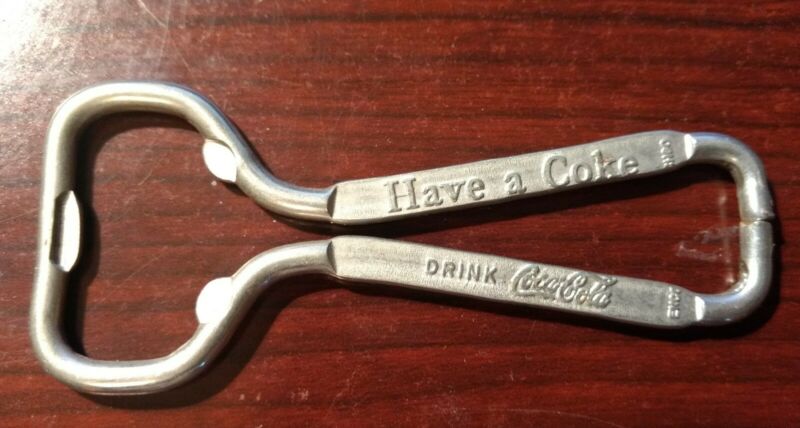 Have a Coke
DRINK Coca-Cola